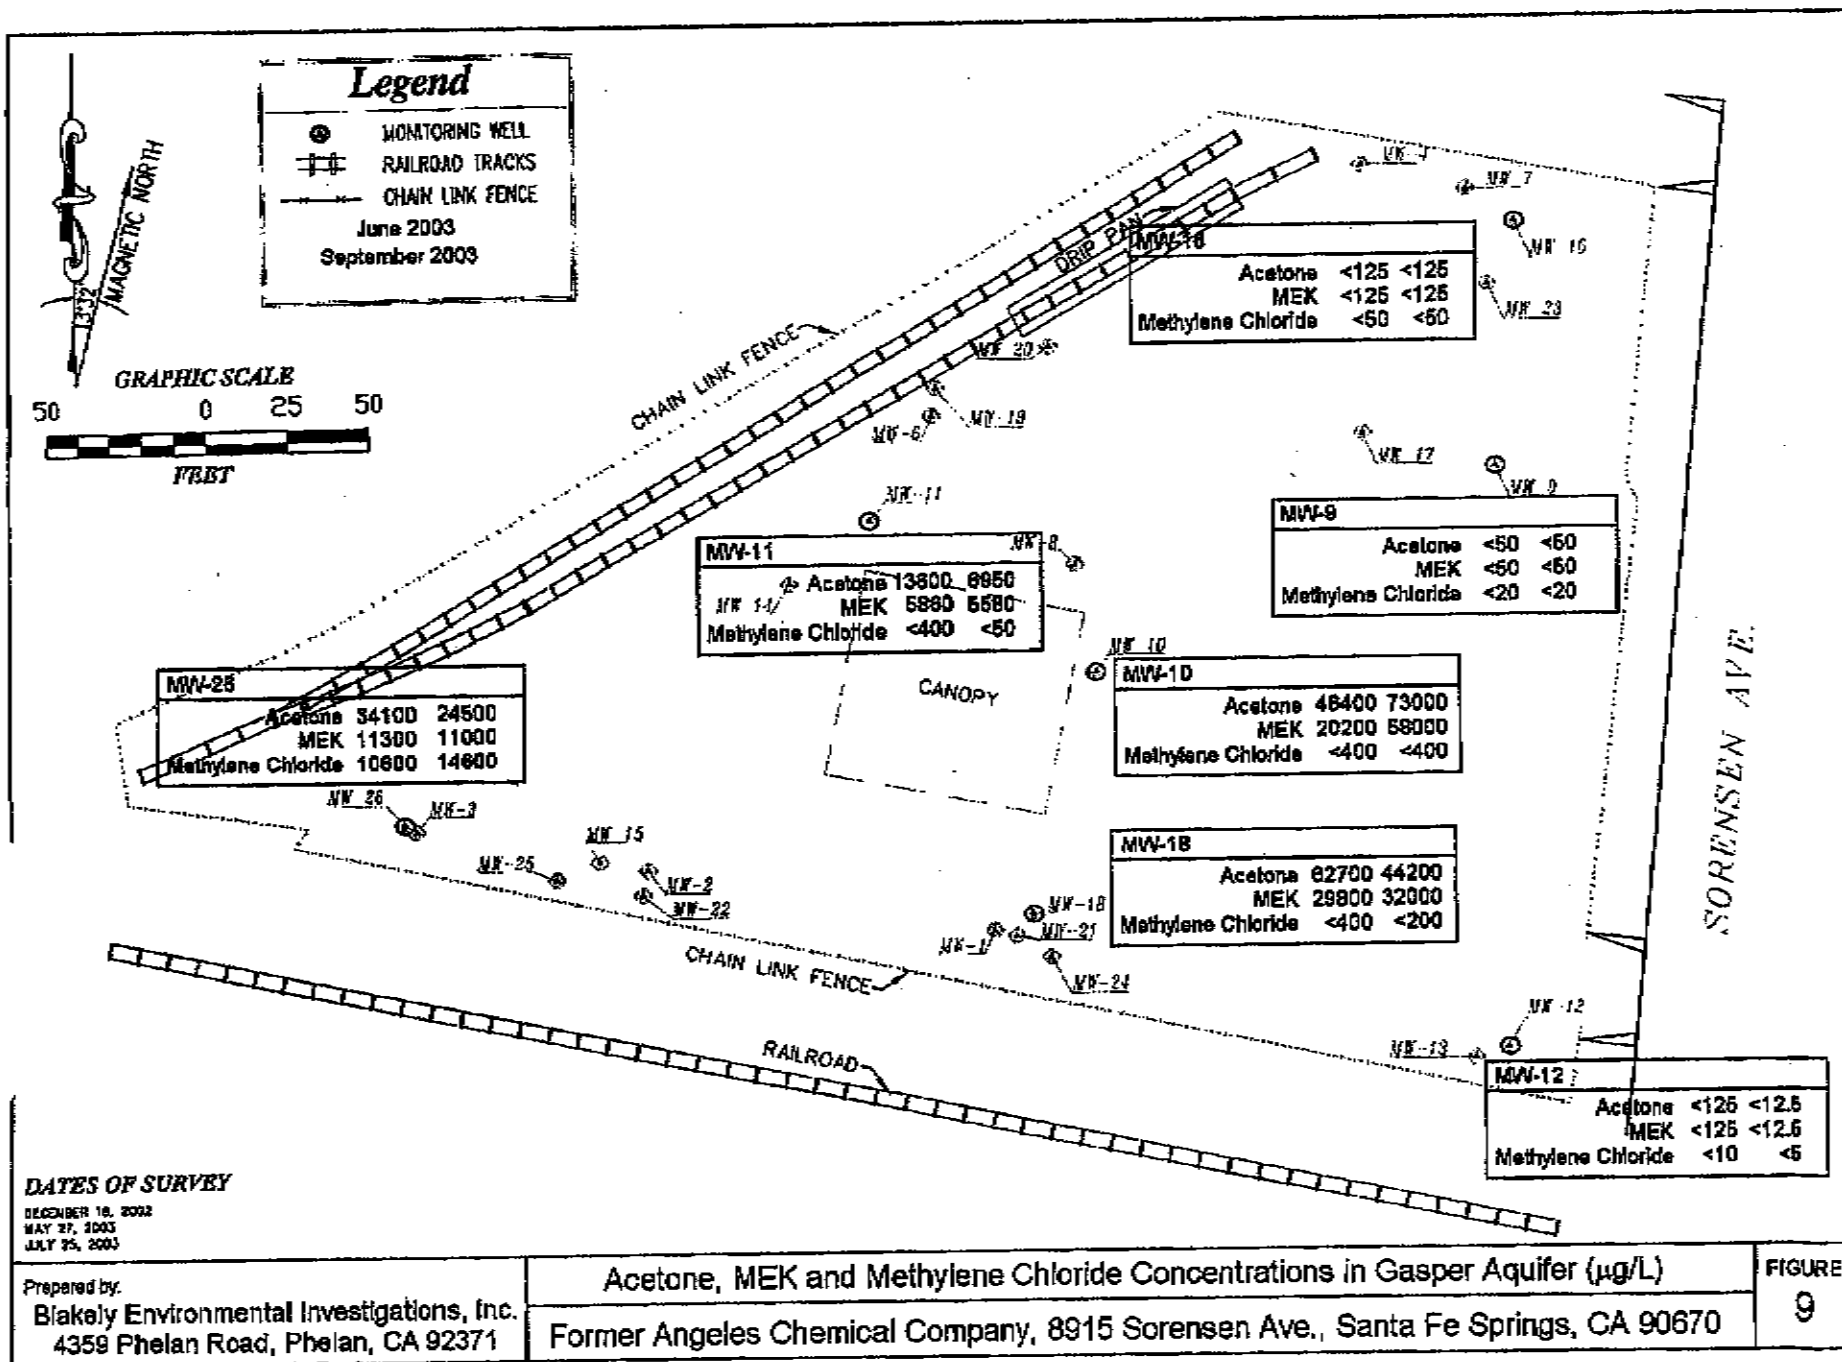 Legend
MONITORING WELL
RAILROAD TRACKS
CHAIN LINK FENCE
June 2003
September 2003
MAGNETIC NORTH
GRAPHIC SCALE
50 0 25 50
FEET
CHAIN LINK FENCE
DRIP PAN
MW-7
MW-16
MW-23
MW-16
Acetone <125 <125
MEK <125 <125
Methylene Chloride <50 <50
MW-20
MW-19
MW-6
MW-17
MW-9
MW-11
MW-8
MW-9
Acetone <50 <50
MEK <50 <50
Methylene Chloride <20 <20
MW-11
Acetone 13600 6950
MEK 5860 5580
Methylene Chloride <400 <50
MW-14
CANOPY
MW-10
MW-10
Acetone 48400 73000
MEK 20200 58000
Methylene Chloride <400 <400
MW-26
Acetone 34100 24500
MEK 11300 11000
Methylene Chloride 10600 14600
MW-26
MW-3
MW-15
MW-25
MW-2
MW-22
MW-18
Acetone 62700 44200
MEK 29800 32000
Methylene Chloride <400 <200
MW-18
MW-21
MW-1
MW-24
SORENSEN AVE.
CHAIN LINK FENCE
RAILROAD
MW-12
MW-13
MW-12
Acetone <125 <12.5
MEK <125 <12.5
Methylene Chloride <10 <5
DATES OF SURVEY
DECEMBER 18, 2002
MAY 27, 2003
JULY 25, 2003
Prepared by:
Blakely Environmental Investigations, Inc.
4359 Phelan Road, Phelan, CA 92371
Acetone, MEK and Methylene Chloride Concentrations in Gasper Aquifer (µg/L)
Former Angeles Chemical Company, 8915 Sorensen Ave., Santa Fe Springs, CA 90670
FIGURE
9